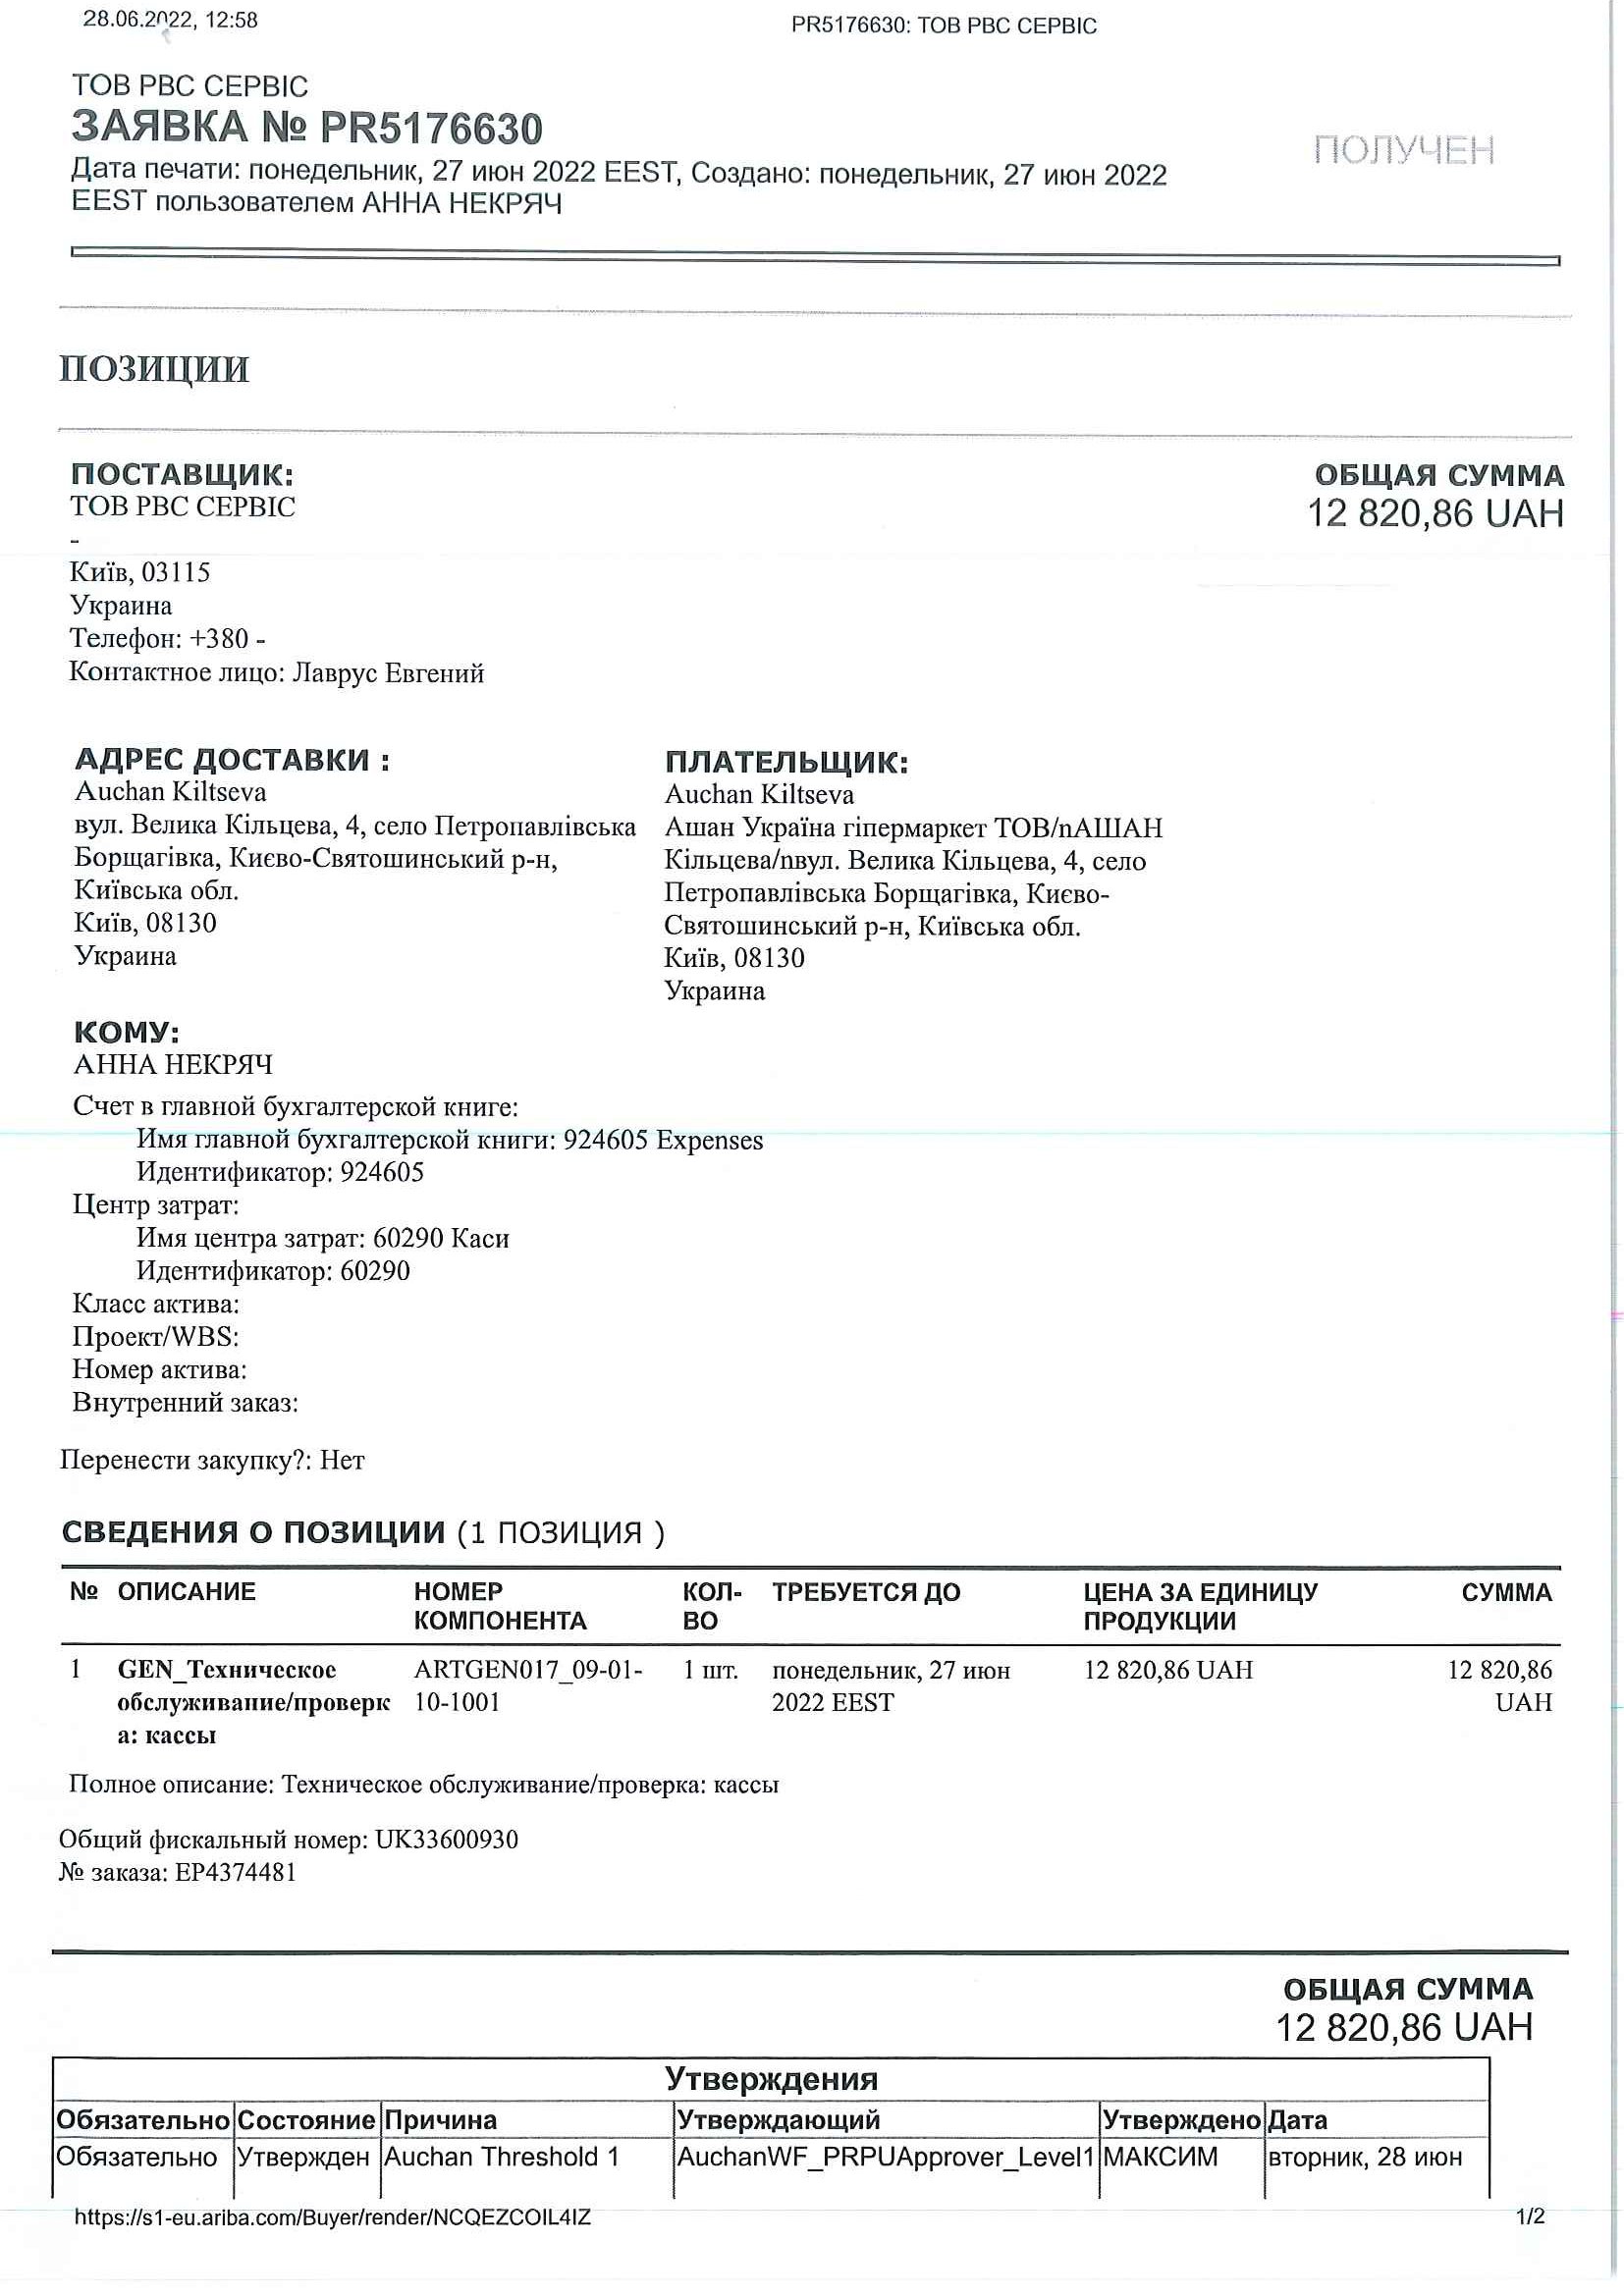 28.06.2022, 12:58
PR5176630: ТОВ РВС СЕРВІС
ТОВ РВС СЕРВІС
ЗАЯВКА № PR5176630
ПОЛУЧЕН
Дата печати: понедельник, 27 июн 2022 EEST, Создано: понедельник, 27 июн 2022
EEST пользователем АННА НЕКРЯЧ
ПОЗИЦИИ
ПОСТАВЩИК:
ТОВ РВС СЕРВІС
-
Київ, 03115
Украина
Телефон: +380 -
Контактное лицо: Лаврус Евгений
ОБЩАЯ СУММА
12 820,86 UAH
АДРЕС ДОСТАВКИ :
Auchan Kiltseva
вул. Велика Кільцева, 4, село Петропавлівська
Борщагівка, Києво-Святошинський р-н,
Київська обл.
Київ, 08130
Украина
ПЛАТЕЛЬЩИК:
Auchan Kiltseva
Ашан Україна гіпермаркет ТОВ/nАШАН
Кільцева/nвул. Велика Кільцева, 4, село
Петропавлівська Борщагівка, Києво-
Святошинський р-н, Київська обл.
Київ, 08130
Украина
КОМУ:
АННА НЕКРЯЧ
Счет в главной бухгалтерской книге:
Имя главной бухгалтерской книги: 924605 Expenses
Идентификатор: 924605
Центр затрат:
Имя центра затрат: 60290 Каси
Идентификатор: 60290
Класс актива:
Проект/WBS:
Номер актива:
Внутренний заказ:
Перенести закупку?: Нет
СВЕДЕНИЯ О ПОЗИЦИИ (1 ПОЗИЦИЯ )
№ ОПИСАНИЕ НОМЕР КОЛ- ТРЕБУЕТСЯ ДО ЦЕНА ЗА ЕДИНИЦУ СУММА
КОМПОНЕНТА ВО ПРОДУКЦИИ
1 GEN_Техническое ARTGEN017_09-01- 1 шт. понедельник, 27 июн 12 820,86 UAH 12 820,86
обслуживание/проверк 10-1001 2022 EEST UAH
а: кассы
Полное описание: Техническое обслуживание/проверка: кассы
Общий фискальный номер: UK33600930
№ заказа: EP4374481
ОБЩАЯ СУММА
12 820,86 UAH
Утверждения
Обязательно Состояние Причина Утверждающий Утверждено Дата
Обязательно Утвержден Auchan Threshold 1 AuchanWF_PRPUApprover_Level1 МАКСИМ вторник, 28 июн
https://s1-eu.ariba.com/Buyer/render/NCQEZCOIL4IZ
1/2